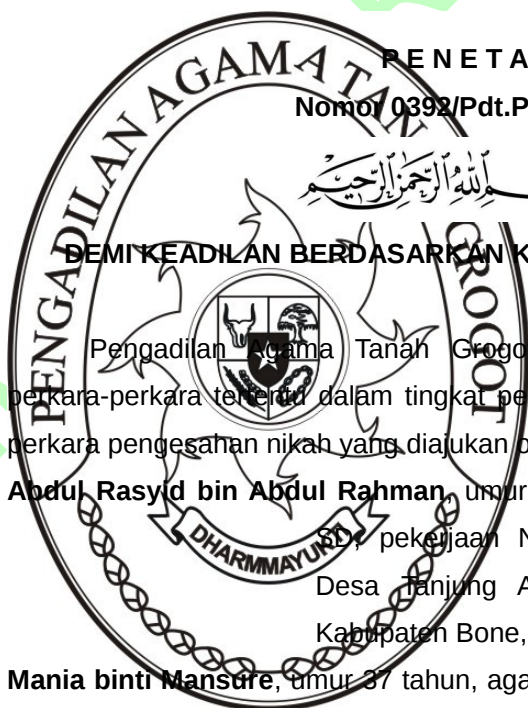 P E N E T A
Nomor 0392/Pdt.P
DEMI KEADILAN BERDASARKAN K
Pengadilan Agama Tanah Grogo
perkara-perkara tertentu dalam tingkat pe
perkara pengesahan nikah yang diajukan o
Abdul Rasyid bin Abdul Rahman, umur
SD, pekerjaan N
Desa Tanjung A
Kabupaten Bone,
Mania binti Mansure, umur 37 tahun, aga
PENGADILAN AGAMA TAN GROGOT
DHARMMAYUKTI